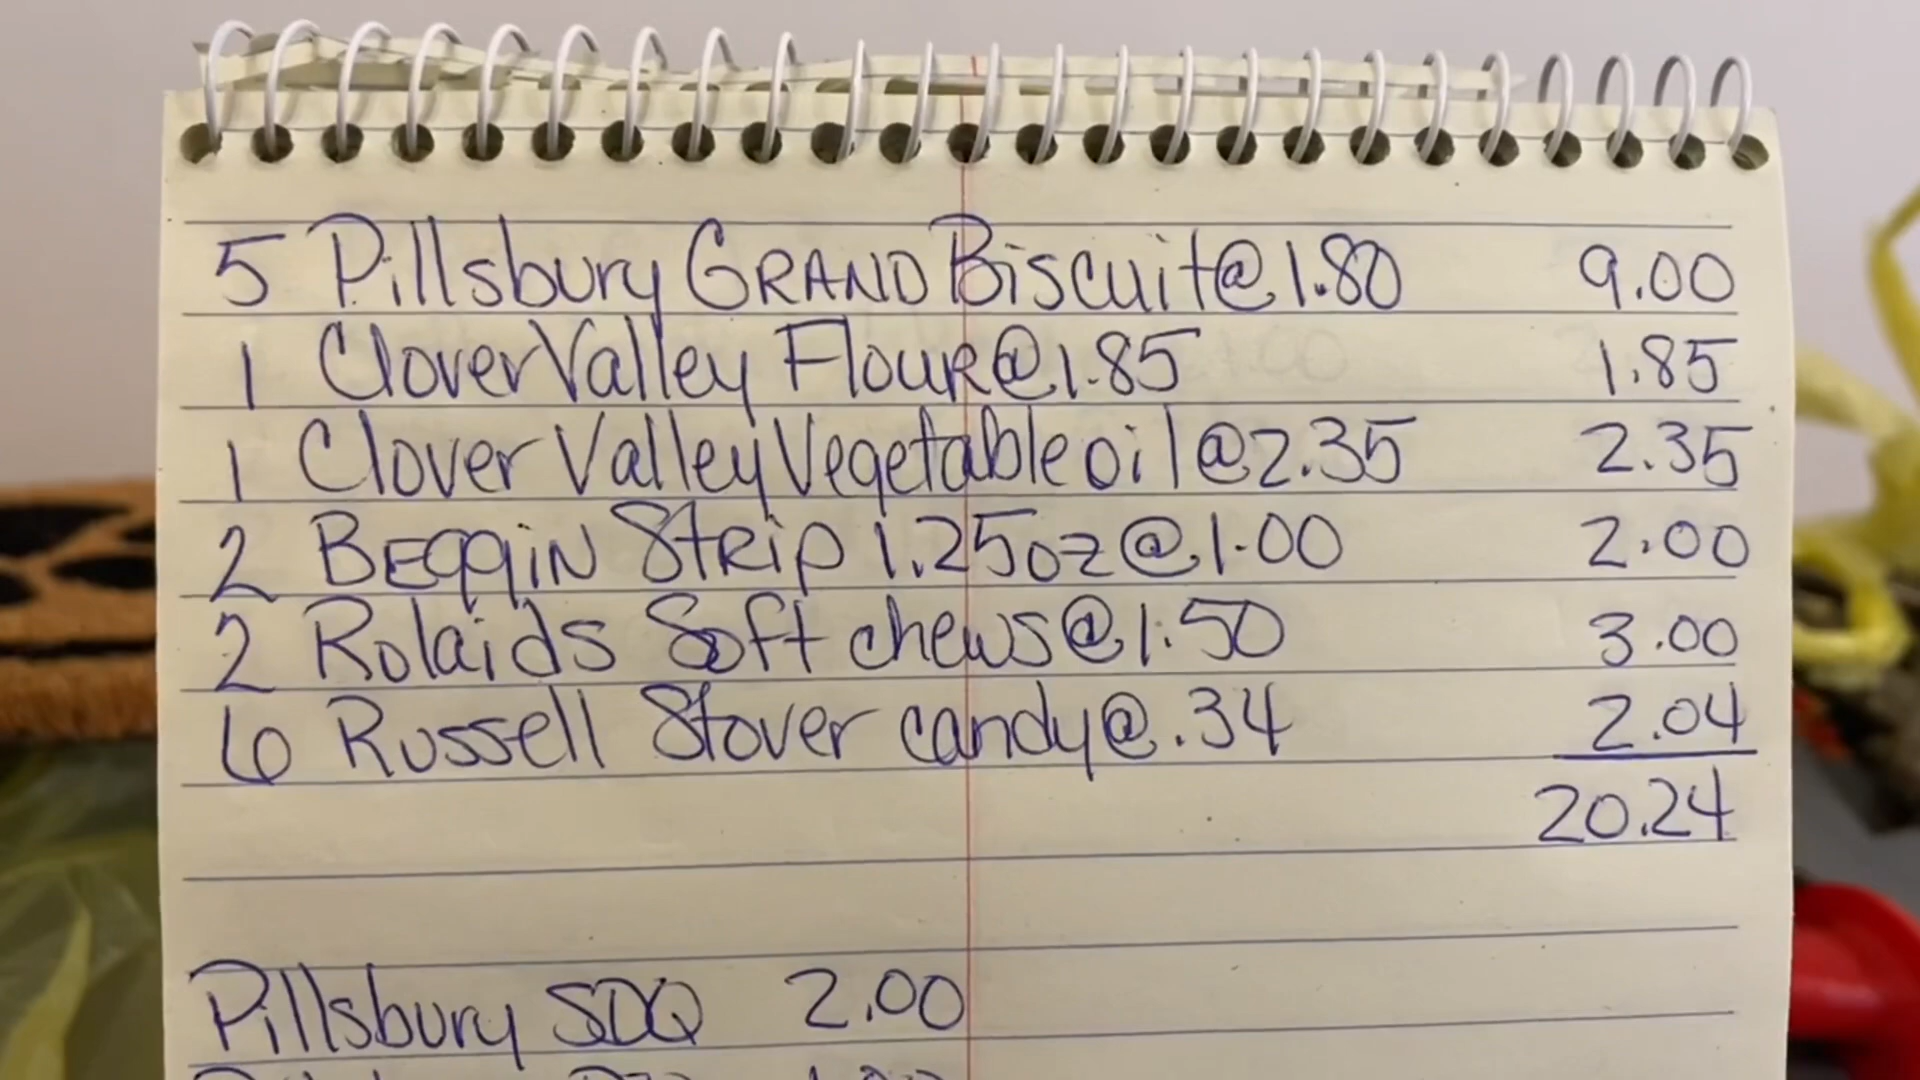 5 Pillsbury GRAND Biscuit@1.80 9.00
1 Clover Valley Flour@1.85 1.85
1 Clover Valley Vegetable oil@2.35 2.35
2 Beggin Strip 1.25oz@1.00 2.00
2 Rolaids Soft chews@1.50 3.00
6 Russell Stover candy@.34 2.04
20.24
Pillsbury SDQ 2.00